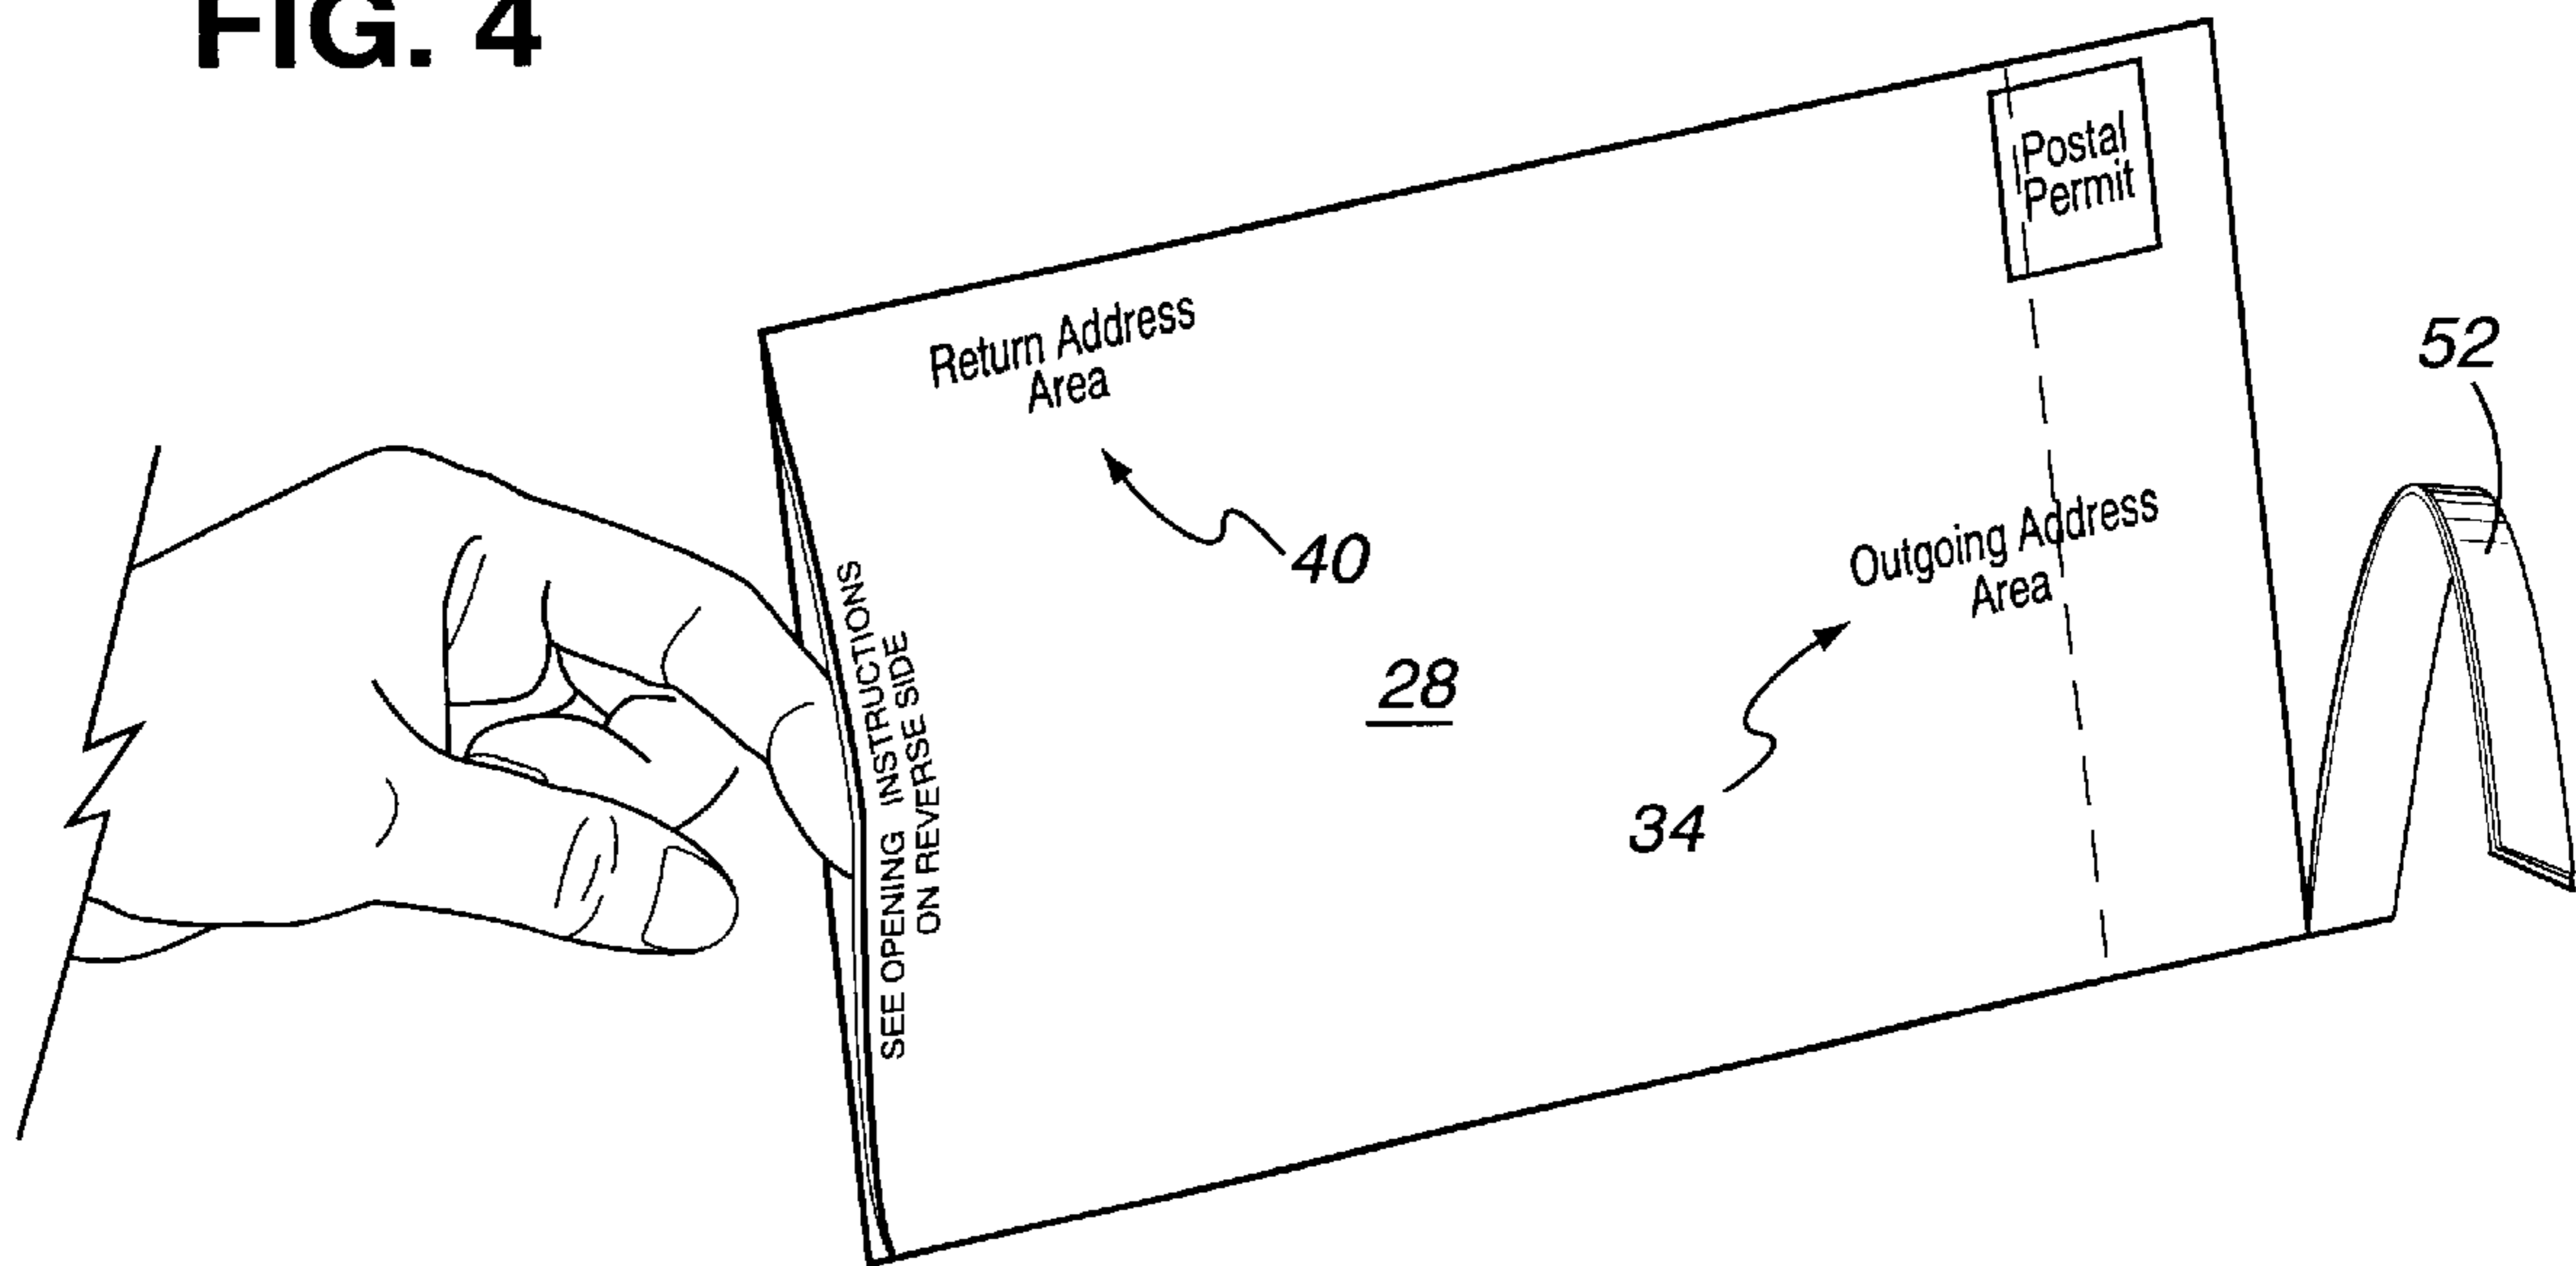 FIG. 4
Postal
Permit
Return Address
Area
52
40
Outgoing Address
Area
28
34
SEE OPENING INSTRUCTIONS
ON REVERSE SIDE